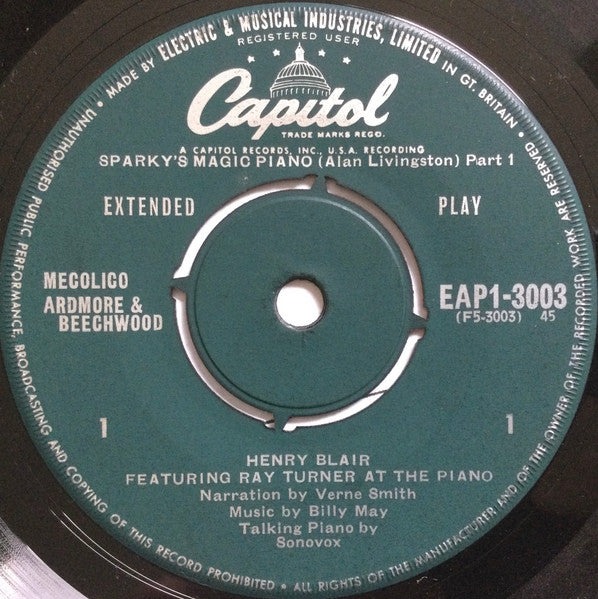 MADE BY ELECTRIC & MUSICAL INDUSTRIES, LIMITED IN GT. BRITAIN •
REGISTERED USER
Capitol
TRADE MARKS REGD.
A CAPITOL RECORDS, INC., U.S.A. RECORDING
SPARKY'S MAGIC PIANO (Alan Livingston) Part 1
EXTENDED PLAY
MECOLICO
ARDMORE &
BEECHWOOD
EAP1-3003
(F5-3003) 45
1 1
HENRY BLAIR
FEATURING RAY TURNER AT THE PIANO
Narration by Verne Smith
Music by Billy May
Talking Piano by
Sonovox
UNAUTHORISED PUBLIC PERFORMANCE, BROADCASTING AND COPYING OF THIS RECORD PROHIBITED • ALL RIGHTS OF THE MANUFACTURER AND OF THE OWNER OF THE RECORDED WORK ARE RESERVED •